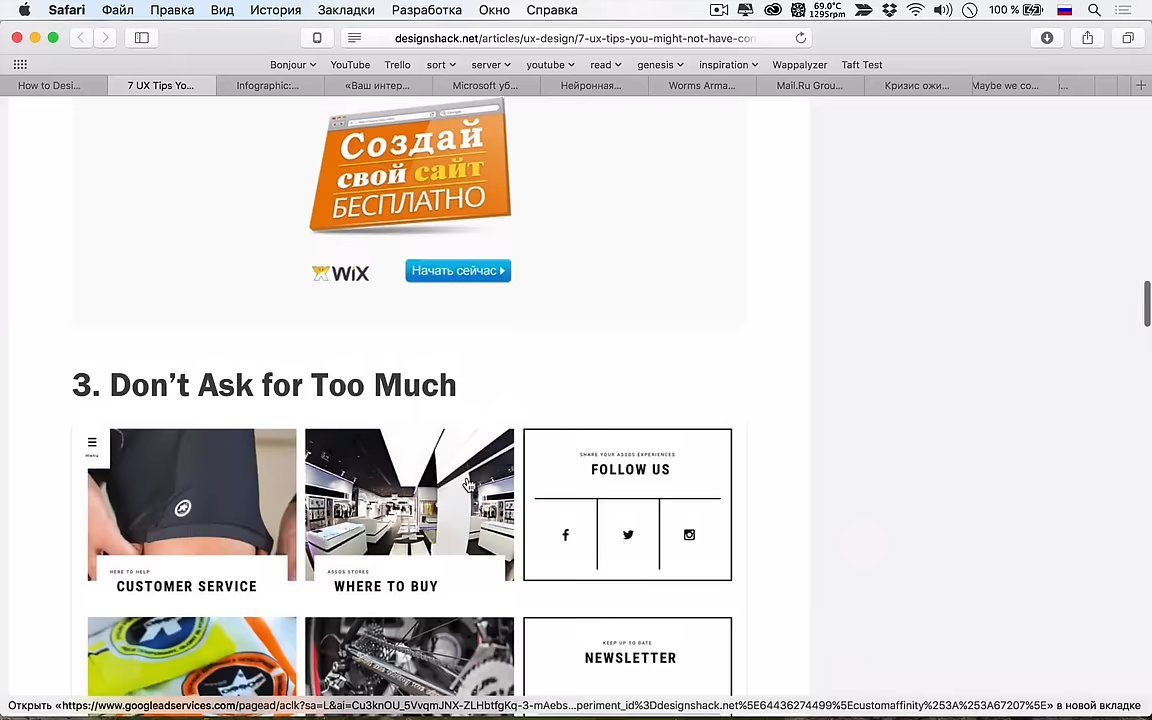 Safari Файл Правка Вид История Закладки Разработка Окно Справка 69.0°C 1295rpm 100 %
designshack.net/articles/ux-design/7-ux-tips-you-might-not-have-con
Bonjour YouTube Trello sort server youtube read genesis inspiration Wappalyzer Taft Test
How to Desi... 7 UX Tips Yo... Infographic:... «Ваш интер... Microsoft уб... Нейронная... Worms Arma... Mail.Ru Grou... Кризис ожи... Maybe we co...
Google
Создай
свой сайт
БЕСПЛАТНО
WiX Начать сейчас
3. Don’t Ask for Too Much
menu
SHARE YOUR ASSOS EXPERIENCES
FOLLOW US
HERE TO HELP
CUSTOMER SERVICE
ASSOS STORES
WHERE TO BUY
KEEP UP TO DATE
NEWSLETTER
Открыть «https://www.googleadservices.com/pagead/aclk?sa=L&ai=Cu3knOU_5VvqmJNX-ZLHbtfgKq-3-mAebs...periment_id%3Ddesignshack.net%5E64436274499%5Ecustomaffinity%253A%253A67207%5E» в новой вкладке